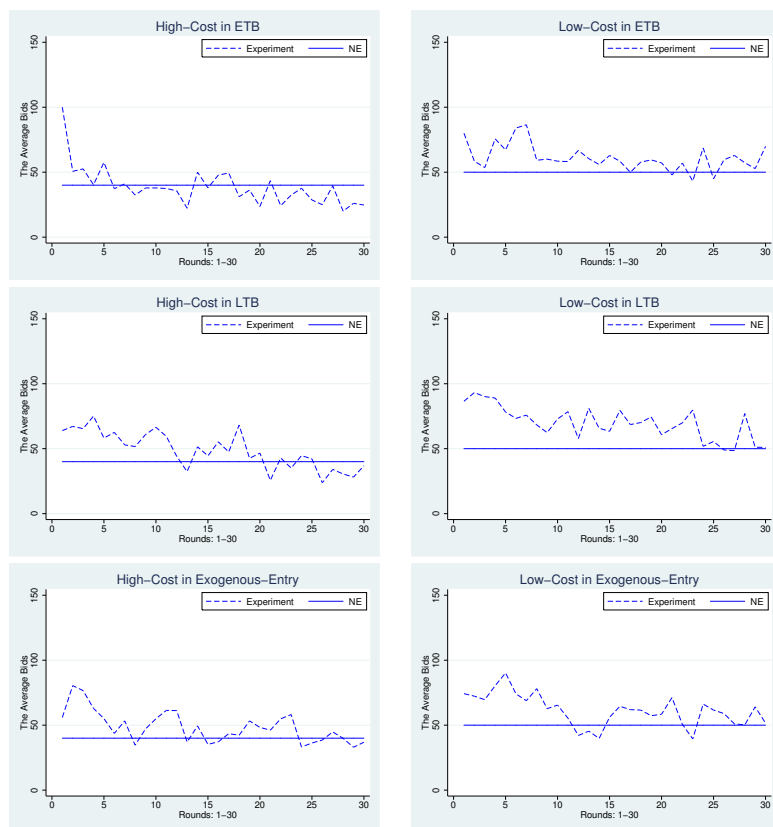 High−Cost in ETB
Experiment NE
The Average Bids
0 50 100 150
0 5 10 15 20 25 30
Rounds: 1−30
Low−Cost in ETB
Experiment NE
The Average Bids
0 50 100 150
0 5 10 15 20 25 30
Rounds: 1−30
High−Cost in LTB
Experiment NE
The Average Bids
0 50 100 150
0 5 10 15 20 25 30
Rounds: 1−30
Low−Cost in LTB
Experiment NE
The Average Bids
0 50 100 150
0 5 10 15 20 25 30
Rounds: 1−30
High−Cost in Exogenous−Entry
Experiment NE
The Average Bids
0 50 100 150
0 5 10 15 20 25 30
Rounds: 1−30
Low−Cost in Exogenous−Entry
Experiment NE
The Average Bids
0 50 100 150
0 5 10 15 20 25 30
Rounds: 1−30